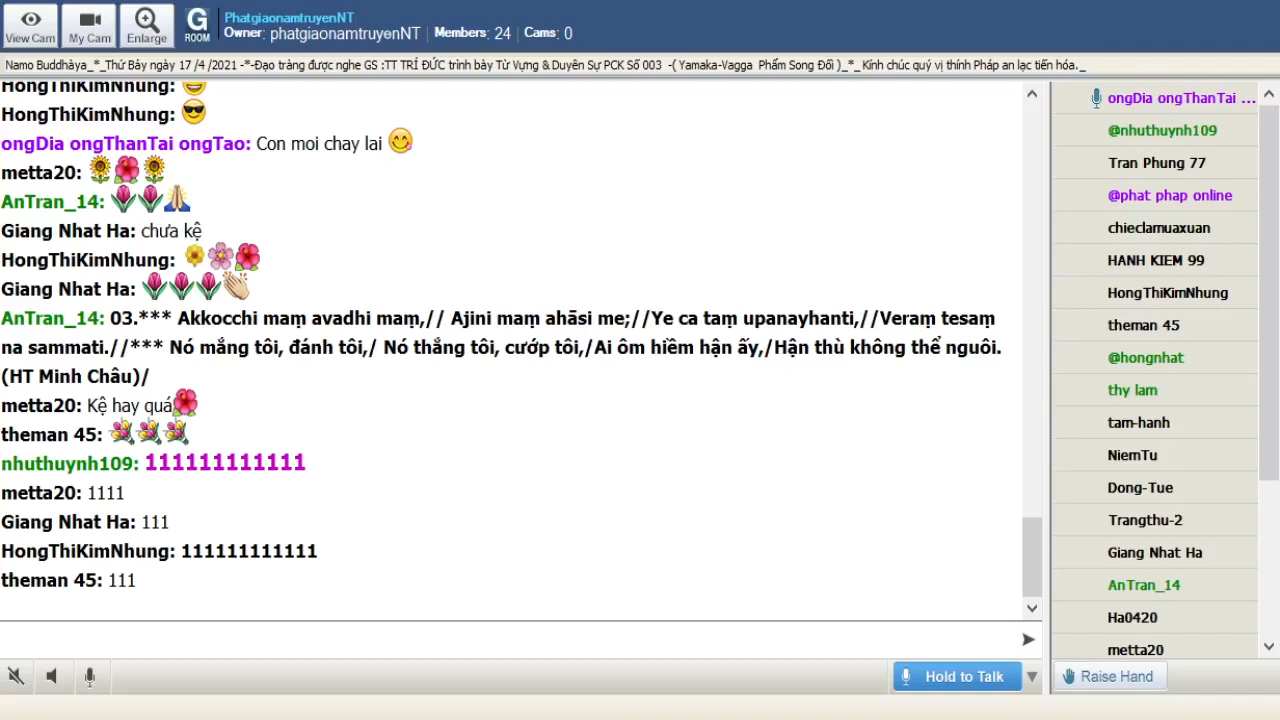 View Cam
My Cam
Enlarge
G
ROOM
PhatgiaonamtruyenNT
Owner: phatgiaonamtruyenNT | Members: 24 | Cams: 0
Namo Buddhàya_*_Thứ Bảy ngày 17 /4 /2021 -*-Đạo tràng được nghe GS :TT TRÍ ĐỨC trình bày Từ Vựng & Duyên Sự PCK Số 003 -( Yamaka-Vagga Phẩm Song Đối )_*_ Kính chúc quý vị thính Pháp an lạc tiến hóa._
HongThiKimNhung:
HongThiKimNhung:
ongDia ongThanTai ongTao: Con moi chay lai
metta20:
AnTran_14:
Giang Nhat Ha: chưa kệ
HongThiKimNhung:
Giang Nhat Ha:
AnTran_14: 03.*** Akkocchi maṃ avadhi maṃ,// Ajini maṃ ahāsi me;//Ye ca taṃ upanayhanti,//Veraṃ tesaṃ
na sammati.//*** Nó mắng tôi, đánh tôi,/ Nó thắng tôi, cướp tôi,/Ai ôm hiềm hận ấy,/Hận thù không thể nguôi.
(HT Minh Châu)/
metta20: Kệ hay quá
theman 45:
nhuthuynh109: 111111111111
metta20: 1111
Giang Nhat Ha: 111
HongThiKimNhung: 111111111111
theman 45: 111
Hold to Talk
ongDia ongThanTai ...
@nhuthuynh109
Tran Phung 77
@phat phap online
chieclamuaxuan
HANH KIEM 99
HongThiKimNhung
theman 45
@hongnhat
thy lam
tam-hanh
NiemTu
Dong-Tue
Trangthu-2
Giang Nhat Ha
AnTran_14
Ha0420
metta20
Raise Hand